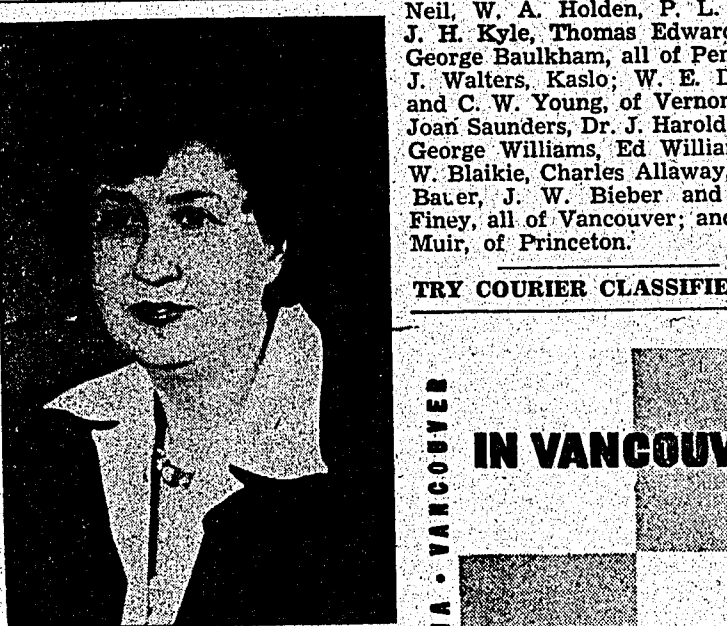 Neil, W. A. Holden, P. L.
J. H. Kyle, Thomas Edward
George Baulkham, all of Pen
J. Walters, Kaslo; W. E. D
and C. W. Young, of Vernon
Joan Saunders, Dr. J. Harold
George Williams, Ed Willia
W. Blaikie, Charles Allaway,
Bauer, J. W. Bieber and
Finey, all of Vancouver; and
Muir, of Princeton.
TRY COURIER CLASSIFIE
VANCOUVER
IN VANCOUV